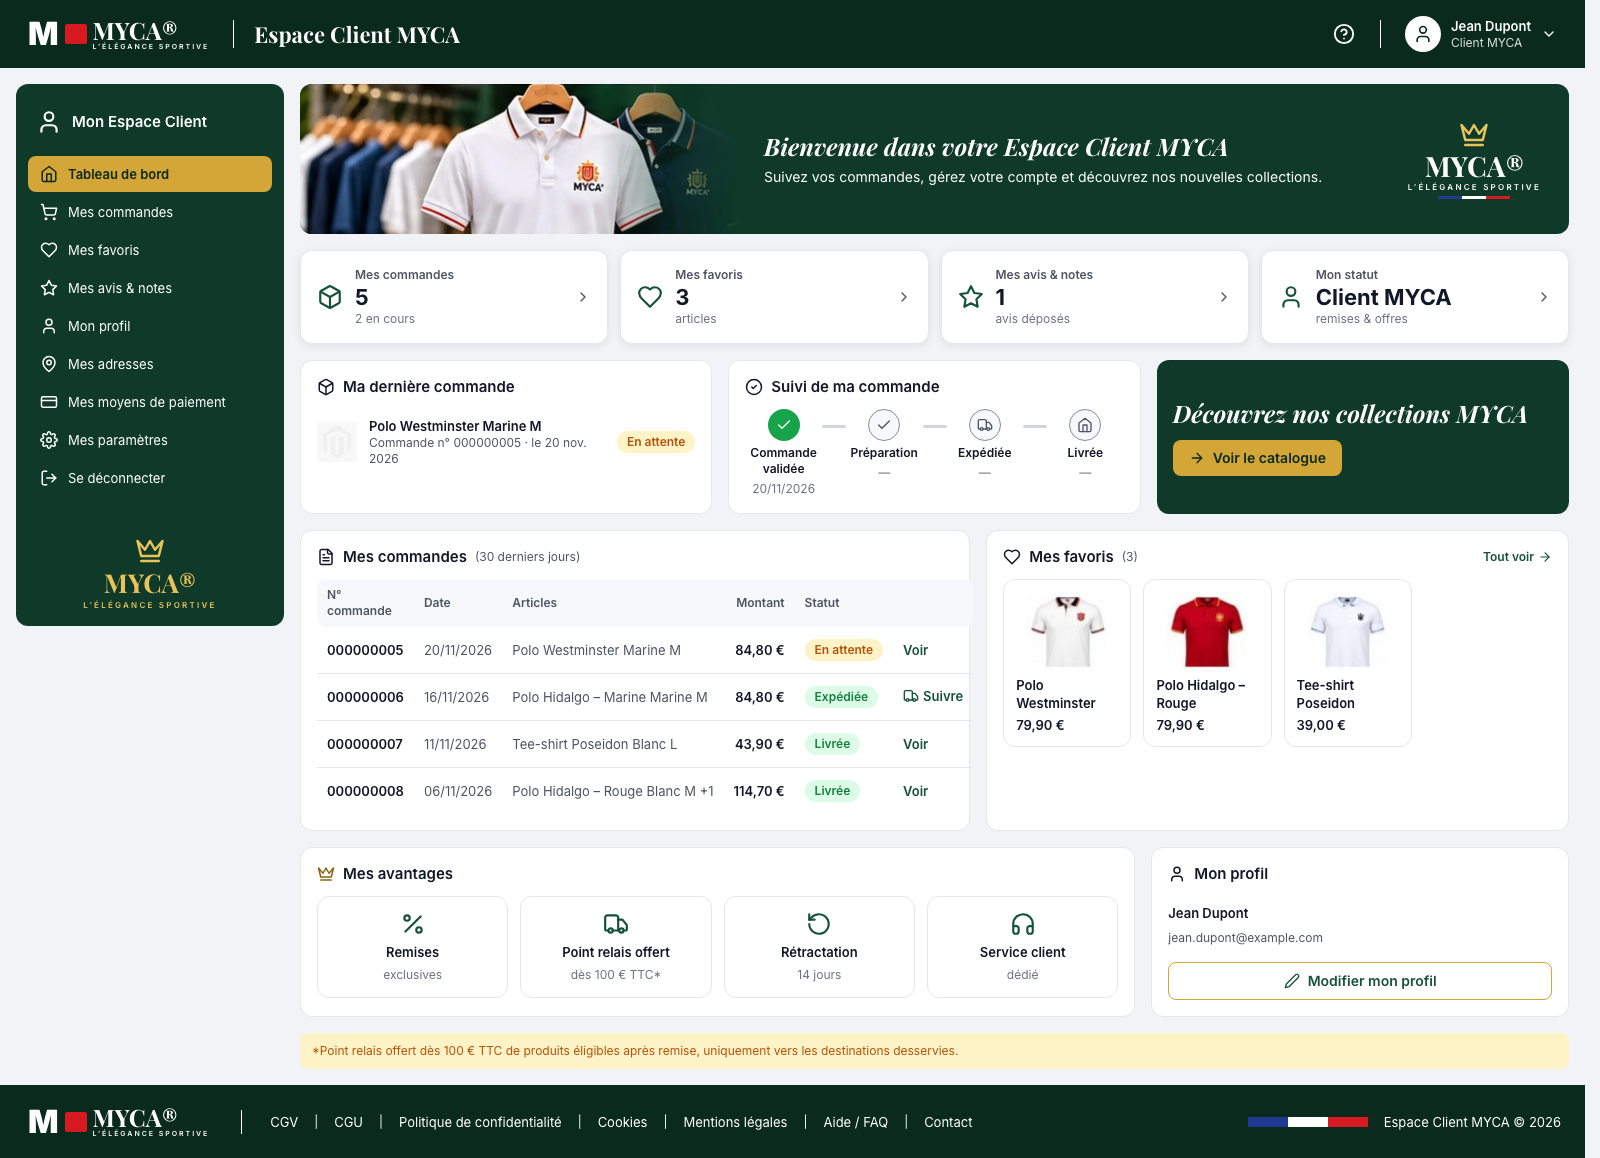 M MYCA®
L'ÉLÉGANCE SPORTIVE
Espace Client MYCA
Jean Dupont
Client MYCA
Mon Espace Client
Tableau de bord
Mes commandes
Mes favoris
Mes avis & notes
Mon profil
Mes adresses
Mes moyens de paiement
Mes paramètres
Se déconnecter
MYCA®
L'ÉLÉGANCE SPORTIVE
MYCA®
MYCA
Bienvenue dans votre Espace Client MYCA
Suivez vos commandes, gérez votre compte et découvrez nos nouvelles collections.
MYCA®
L'ÉLÉGANCE SPORTIVE
Mes commandes
5
2 en cours
Mes favoris
3
articles
Mes avis & notes
1
avis déposés
Mon statut
Client MYCA
remises & offres
Ma dernière commande
Polo Westminster Marine M
Commande n° 000000005 · le 20 nov.
2026
En attente
Suivi de ma commande
Commande
validée
20/11/2026
Préparation
—
Expédiée
—
Livrée
—
Découvrez nos collections MYCA
Voir le catalogue
Mes commandes (30 derniers jours)
N°
commande Date Articles Montant Statut
000000005 20/11/2026 Polo Westminster Marine M 84,80 € En attente Voir
000000006 16/11/2026 Polo Hidalgo – Marine Marine M 84,80 € Expédiée Suivre
000000007 11/11/2026 Tee-shirt Poseidon Blanc L 43,90 € Livrée Voir
000000008 06/11/2026 Polo Hidalgo – Rouge Blanc M +1 114,70 € Livrée Voir
Mes favoris (3)
Tout voir
Polo
Westminster
79,90 €
Polo Hidalgo –
Rouge
79,90 €
Tee-shirt
Poseidon
39,00 €
Mes avantages
Remises
exclusives
Point relais offert
dès 100 € TTC*
Rétractation
14 jours
Service client
dédié
Mon profil
Jean Dupont
jean.dupont@example.com
Modifier mon profil
*Point relais offert dès 100 € TTC de produits éligibles après remise, uniquement vers les destinations desservies.
M MYCA®
L'ÉLÉGANCE SPORTIVE
CGV | CGU | Politique de confidentialité | Cookies | Mentions légales | Aide / FAQ | Contact
Espace Client MYCA © 2026